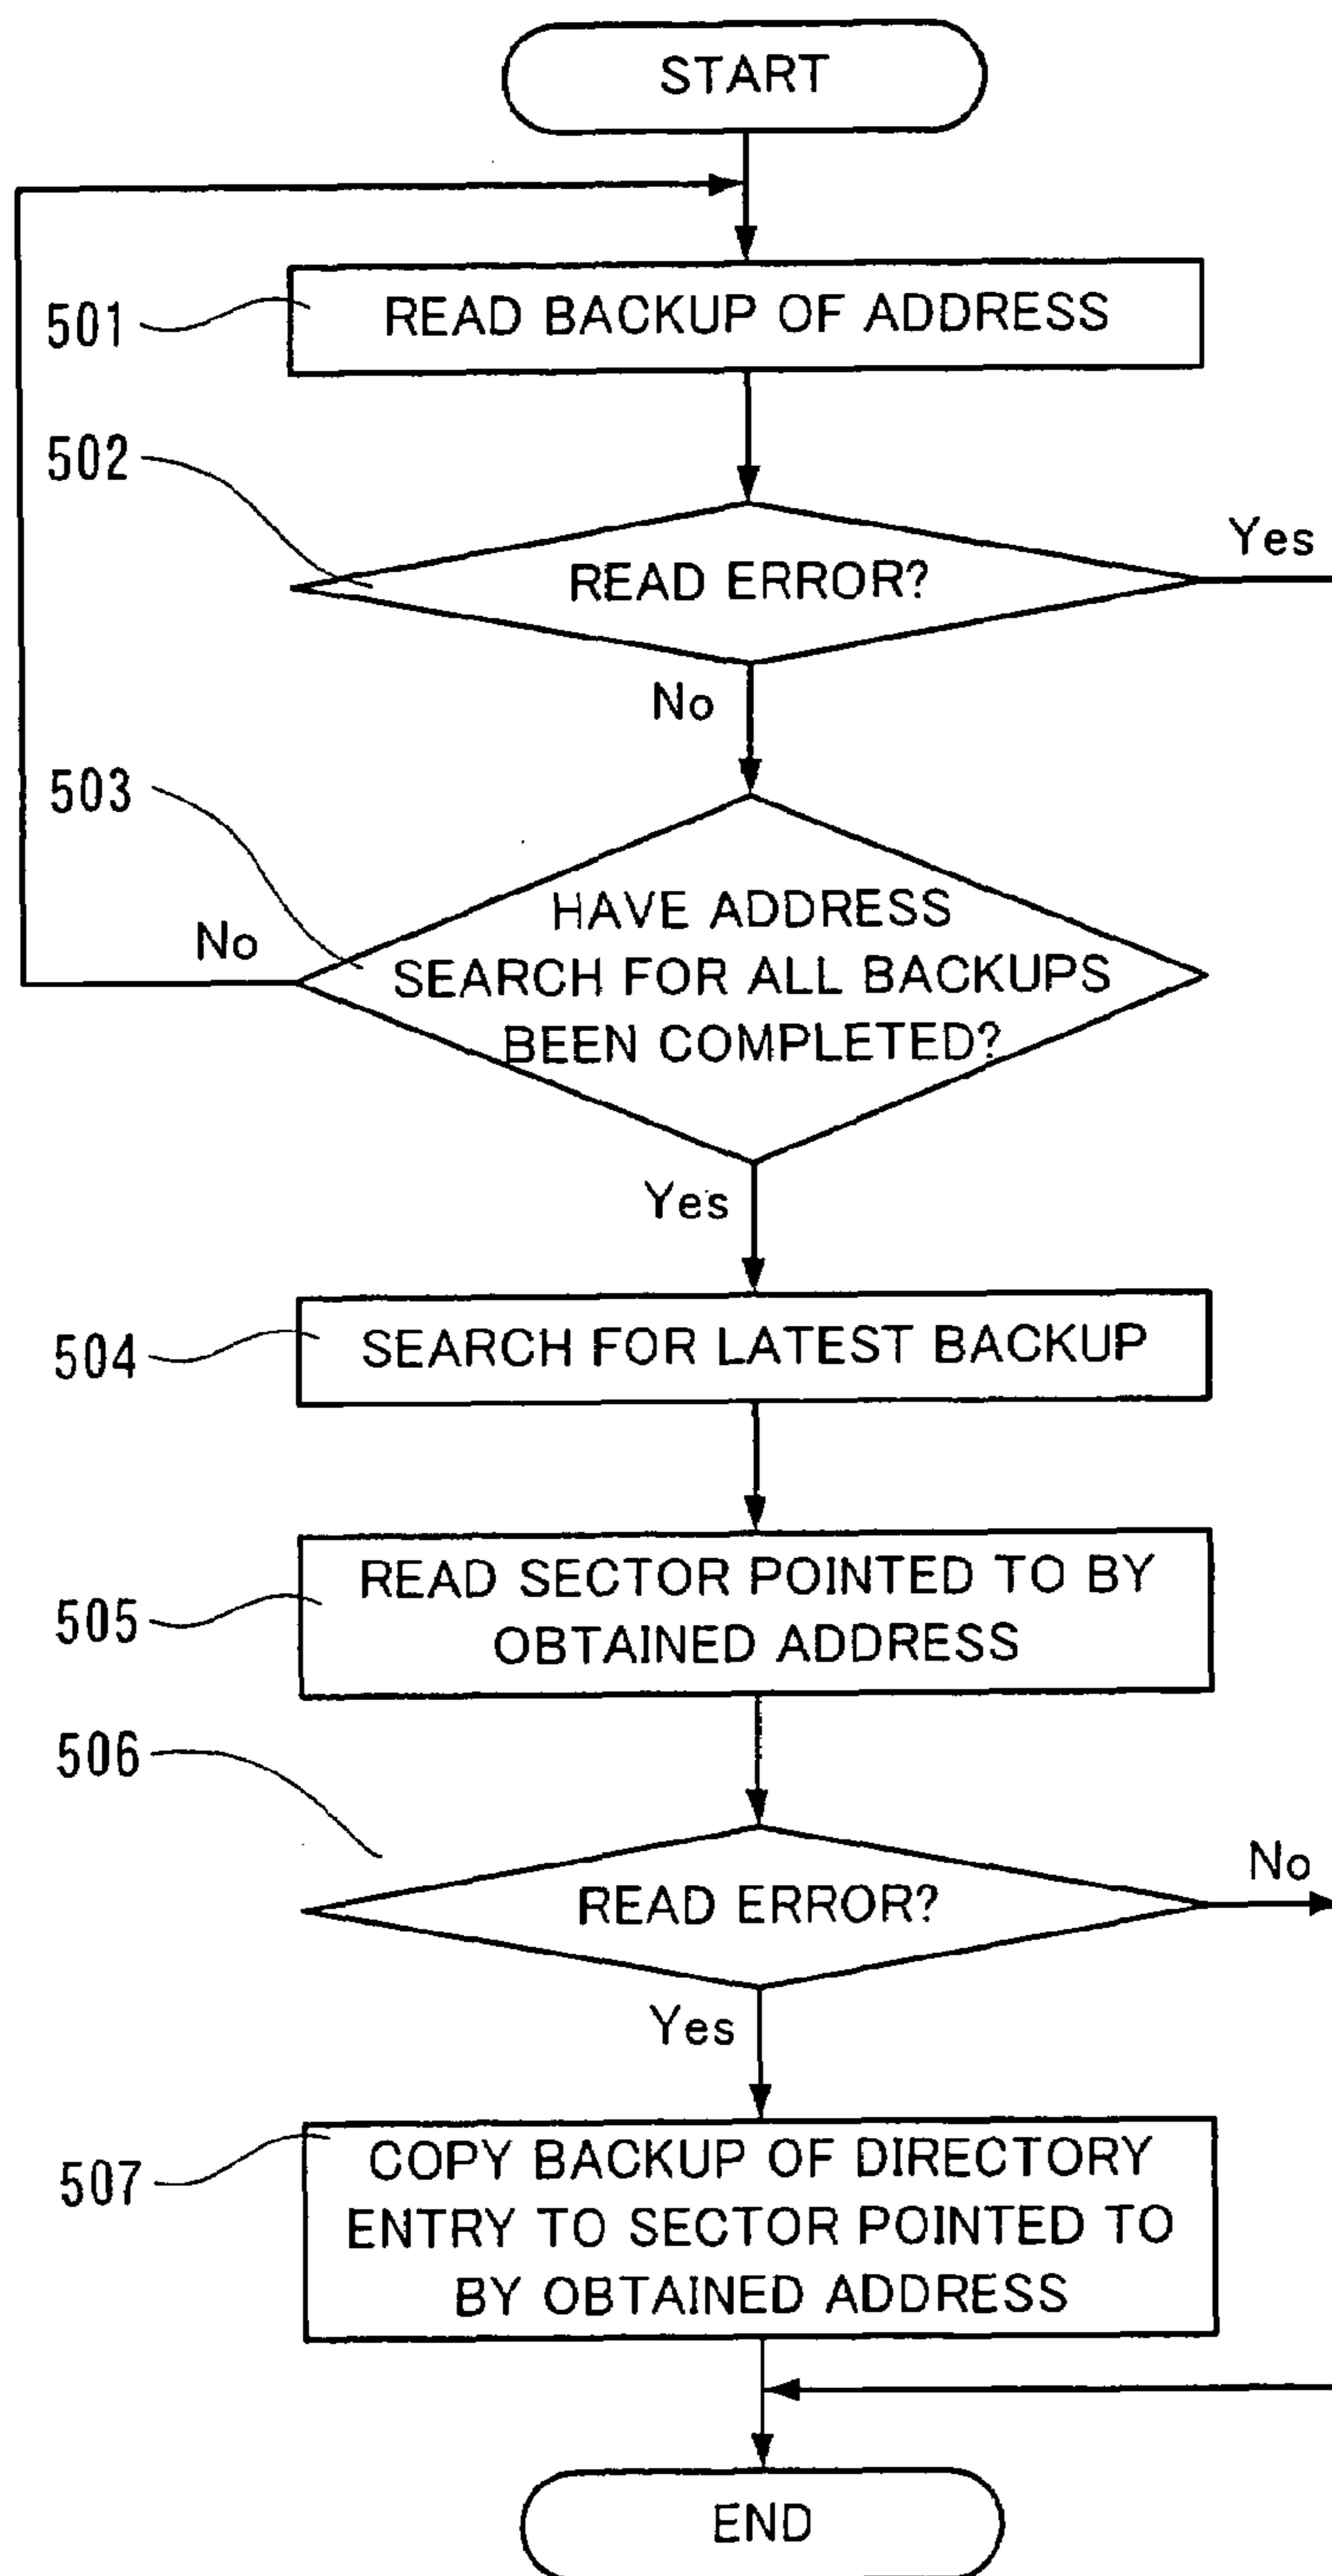 START
501
READ BACKUP OF ADDRESS
502
READ ERROR?
Yes
No
503
HAVE ADDRESS
SEARCH FOR ALL BACKUPS
BEEN COMPLETED?
No
Yes
504
SEARCH FOR LATEST BACKUP
505
READ SECTOR POINTED TO BY
OBTAINED ADDRESS
506
READ ERROR?
No
Yes
507
COPY BACKUP OF DIRECTORY
ENTRY TO SECTOR POINTED TO
BY OBTAINED ADDRESS
END